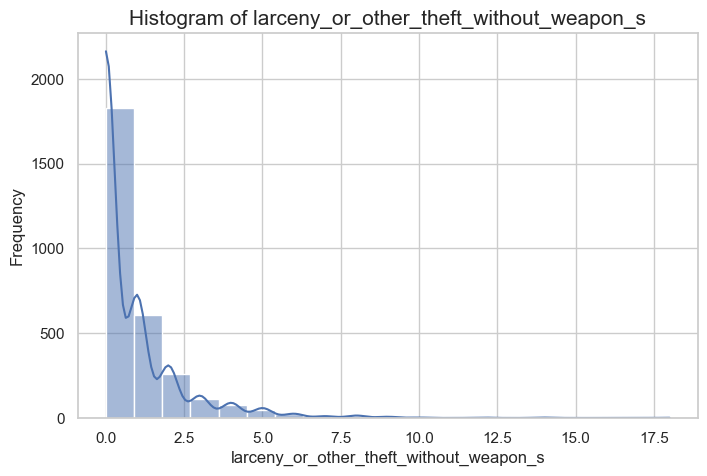 Histogram of larceny_or_other_theft_without_weapon_s
2000
1500
1000
500
0
Frequency
0.0 2.5 5.0 7.5 10.0 12.5 15.0 17.5
larceny_or_other_theft_without_weapon_s